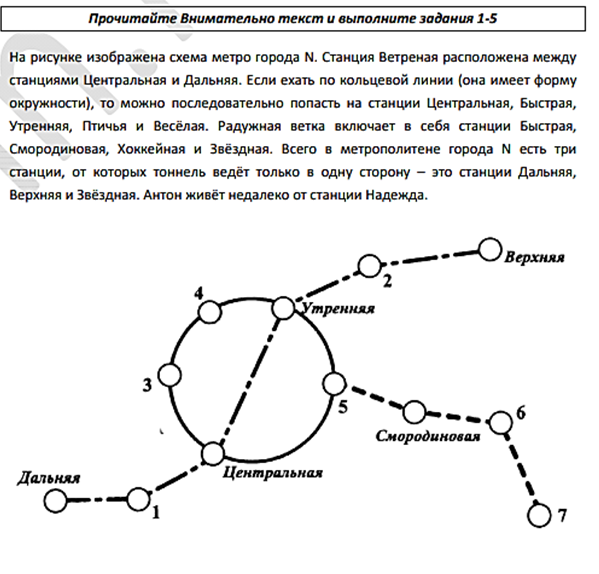 Прочитайте Внимательно текст и выполните задания 1-5
На рисунке изображена схема метро города N. Станция Ветреная расположена между
станциями Центральная и Дальняя. Если ехать по кольцевой линии (она имеет форму
окружности), то можно последовательно попасть на станции Центральная, Быстрая,
Утренняя, Птичья и Весёлая. Радужная ветка включает в себя станции Быстрая,
Смородиновая, Хоккейная и Звёздная. Всего в метрополитене города N есть три
станции, от которых тоннель ведёт только в одну сторону – это станции Дальняя,
Верхняя и Звёздная. Антон живёт недалеко от станции Надежда.
Верхняя
2
4
Утренняя
3
5
6
Смородиновая
Центральная
Дальняя
1
7